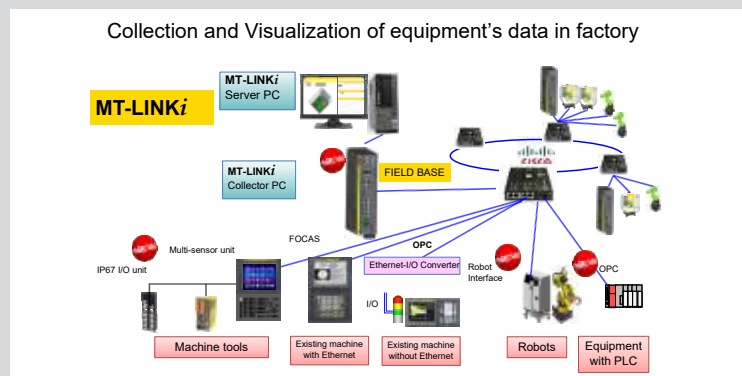 Collection and Visualization of equipment's data in factory
MT-LINKi
MT-LINKi
Server PC
MT-LINKi
Collector PC
FIELD BASE
CISCO
FOCAS
OPC
Multi-sensor unit
IP67 I/O unit
Ethernet-I/O Converter
Robot
Interface
OPC
I/O
Machine tools
Existing machine
with Ethernet
Existing machine
without Ethernet
Robots
Equipment
with PLC